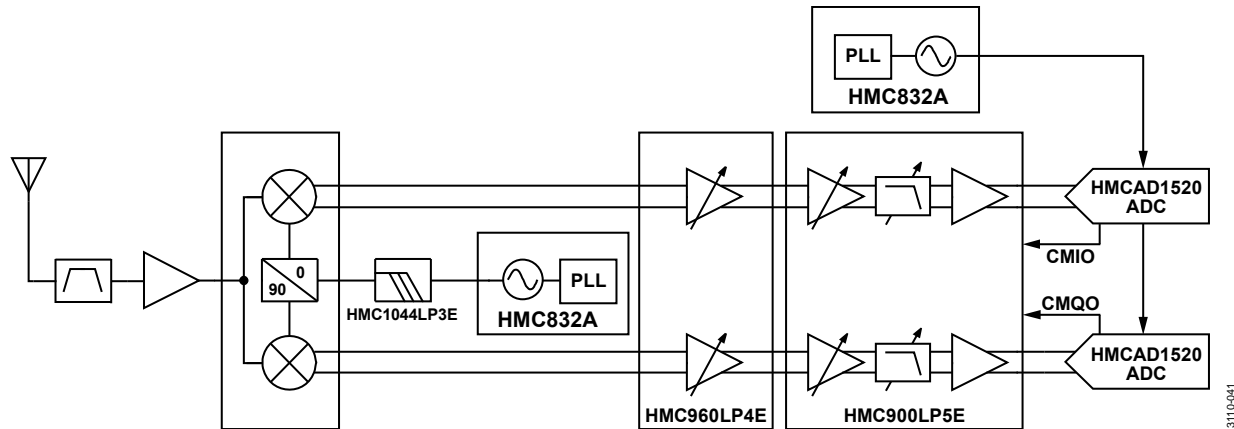 PLL
HMC832A
HMCAD1520
ADC
CMIO
0
90
HMC1044LP3E
PLL
HMC832A
CMQO
HMCAD1520
ADC
HMC960LP4E
HMC900LP5E
3110-041